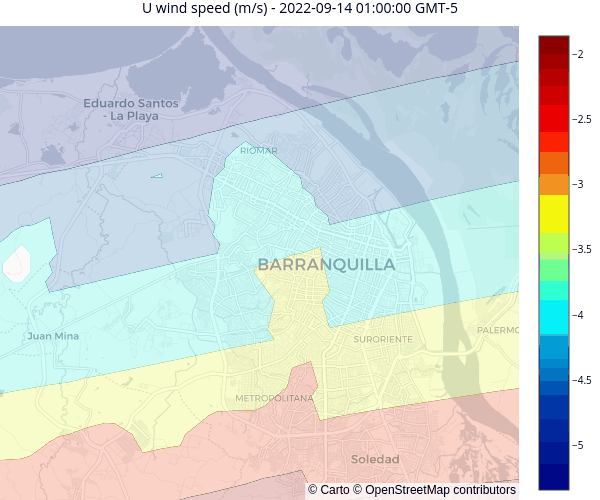 U wind speed (m/s) - 2022-09-14 01:00:00 GMT-5
Eduardo Santos
- La Playa
RIOMAR
BARRANQUILLA
Juan Mina
SURORIENTE
PALERMO
METROPOLITANA
Soledad
© Carto © OpenStreetMap contributors
−2
−2.5
−3
−3.5
−4
−4.5
−5